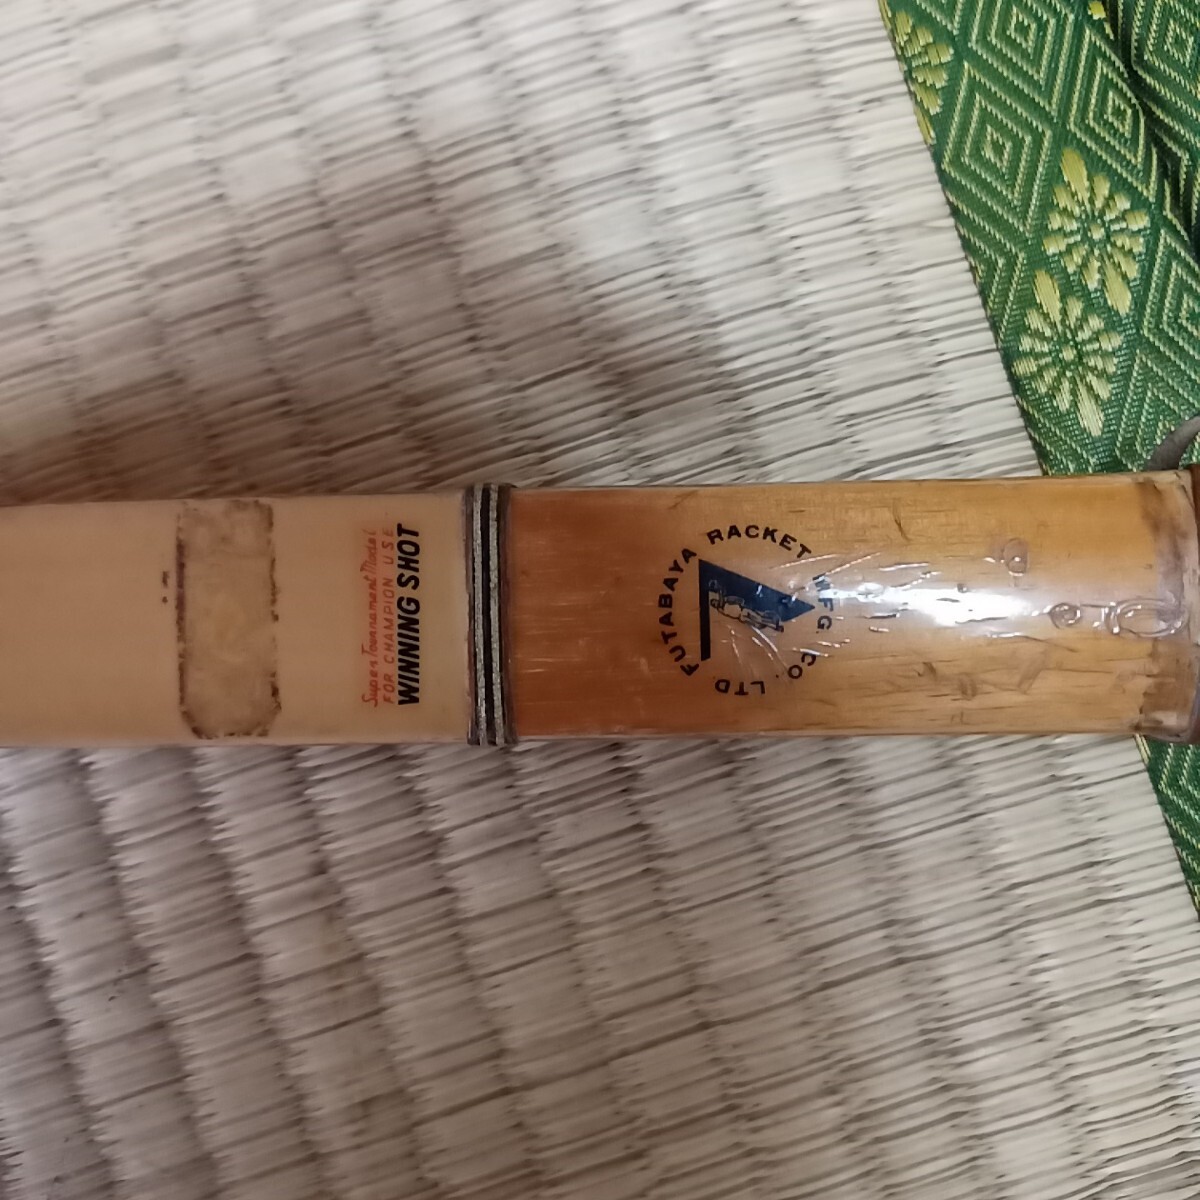 Super Tournament Model
FOR CHAMPION USE
WINNING SHOT
FUTABAYA RACKET MFG. CO. LTD.